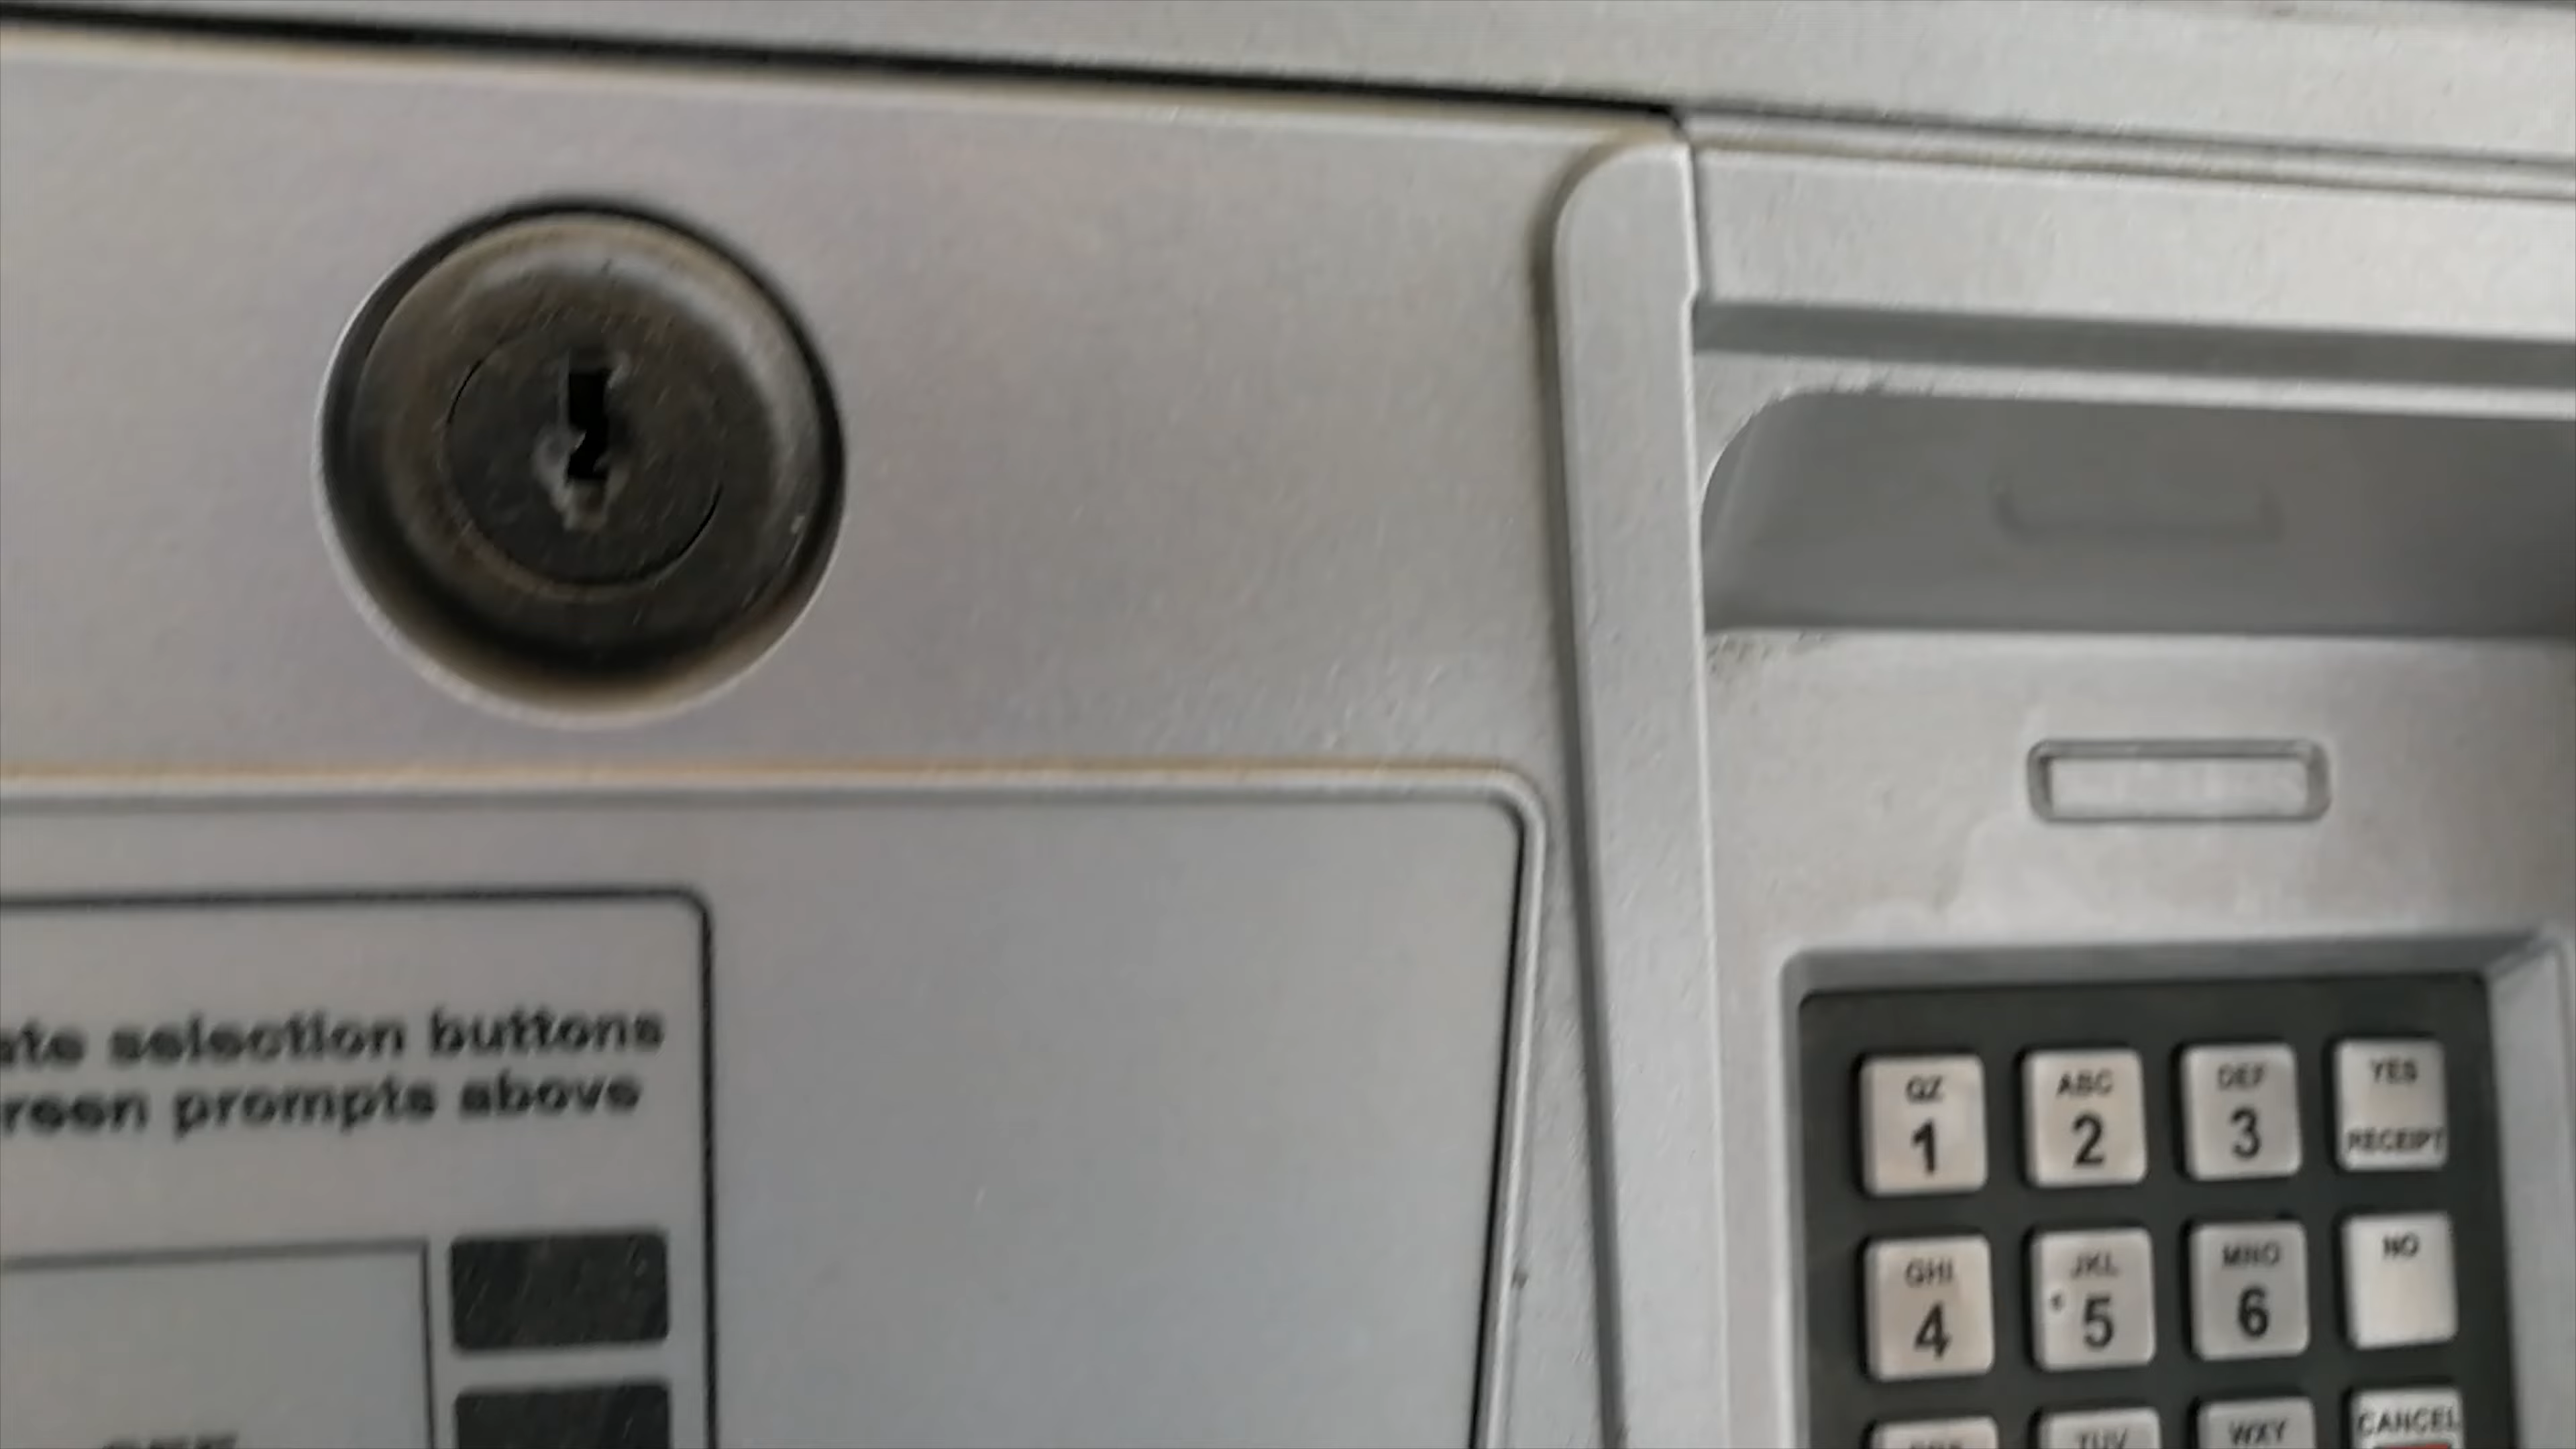 selection buttons
prompts above
QZ
1
ABC
2
DEF
3
YES
RECEIPT
GHI
4
JKL
5
MNO
6
NO
TUV
WXY
CANCEL